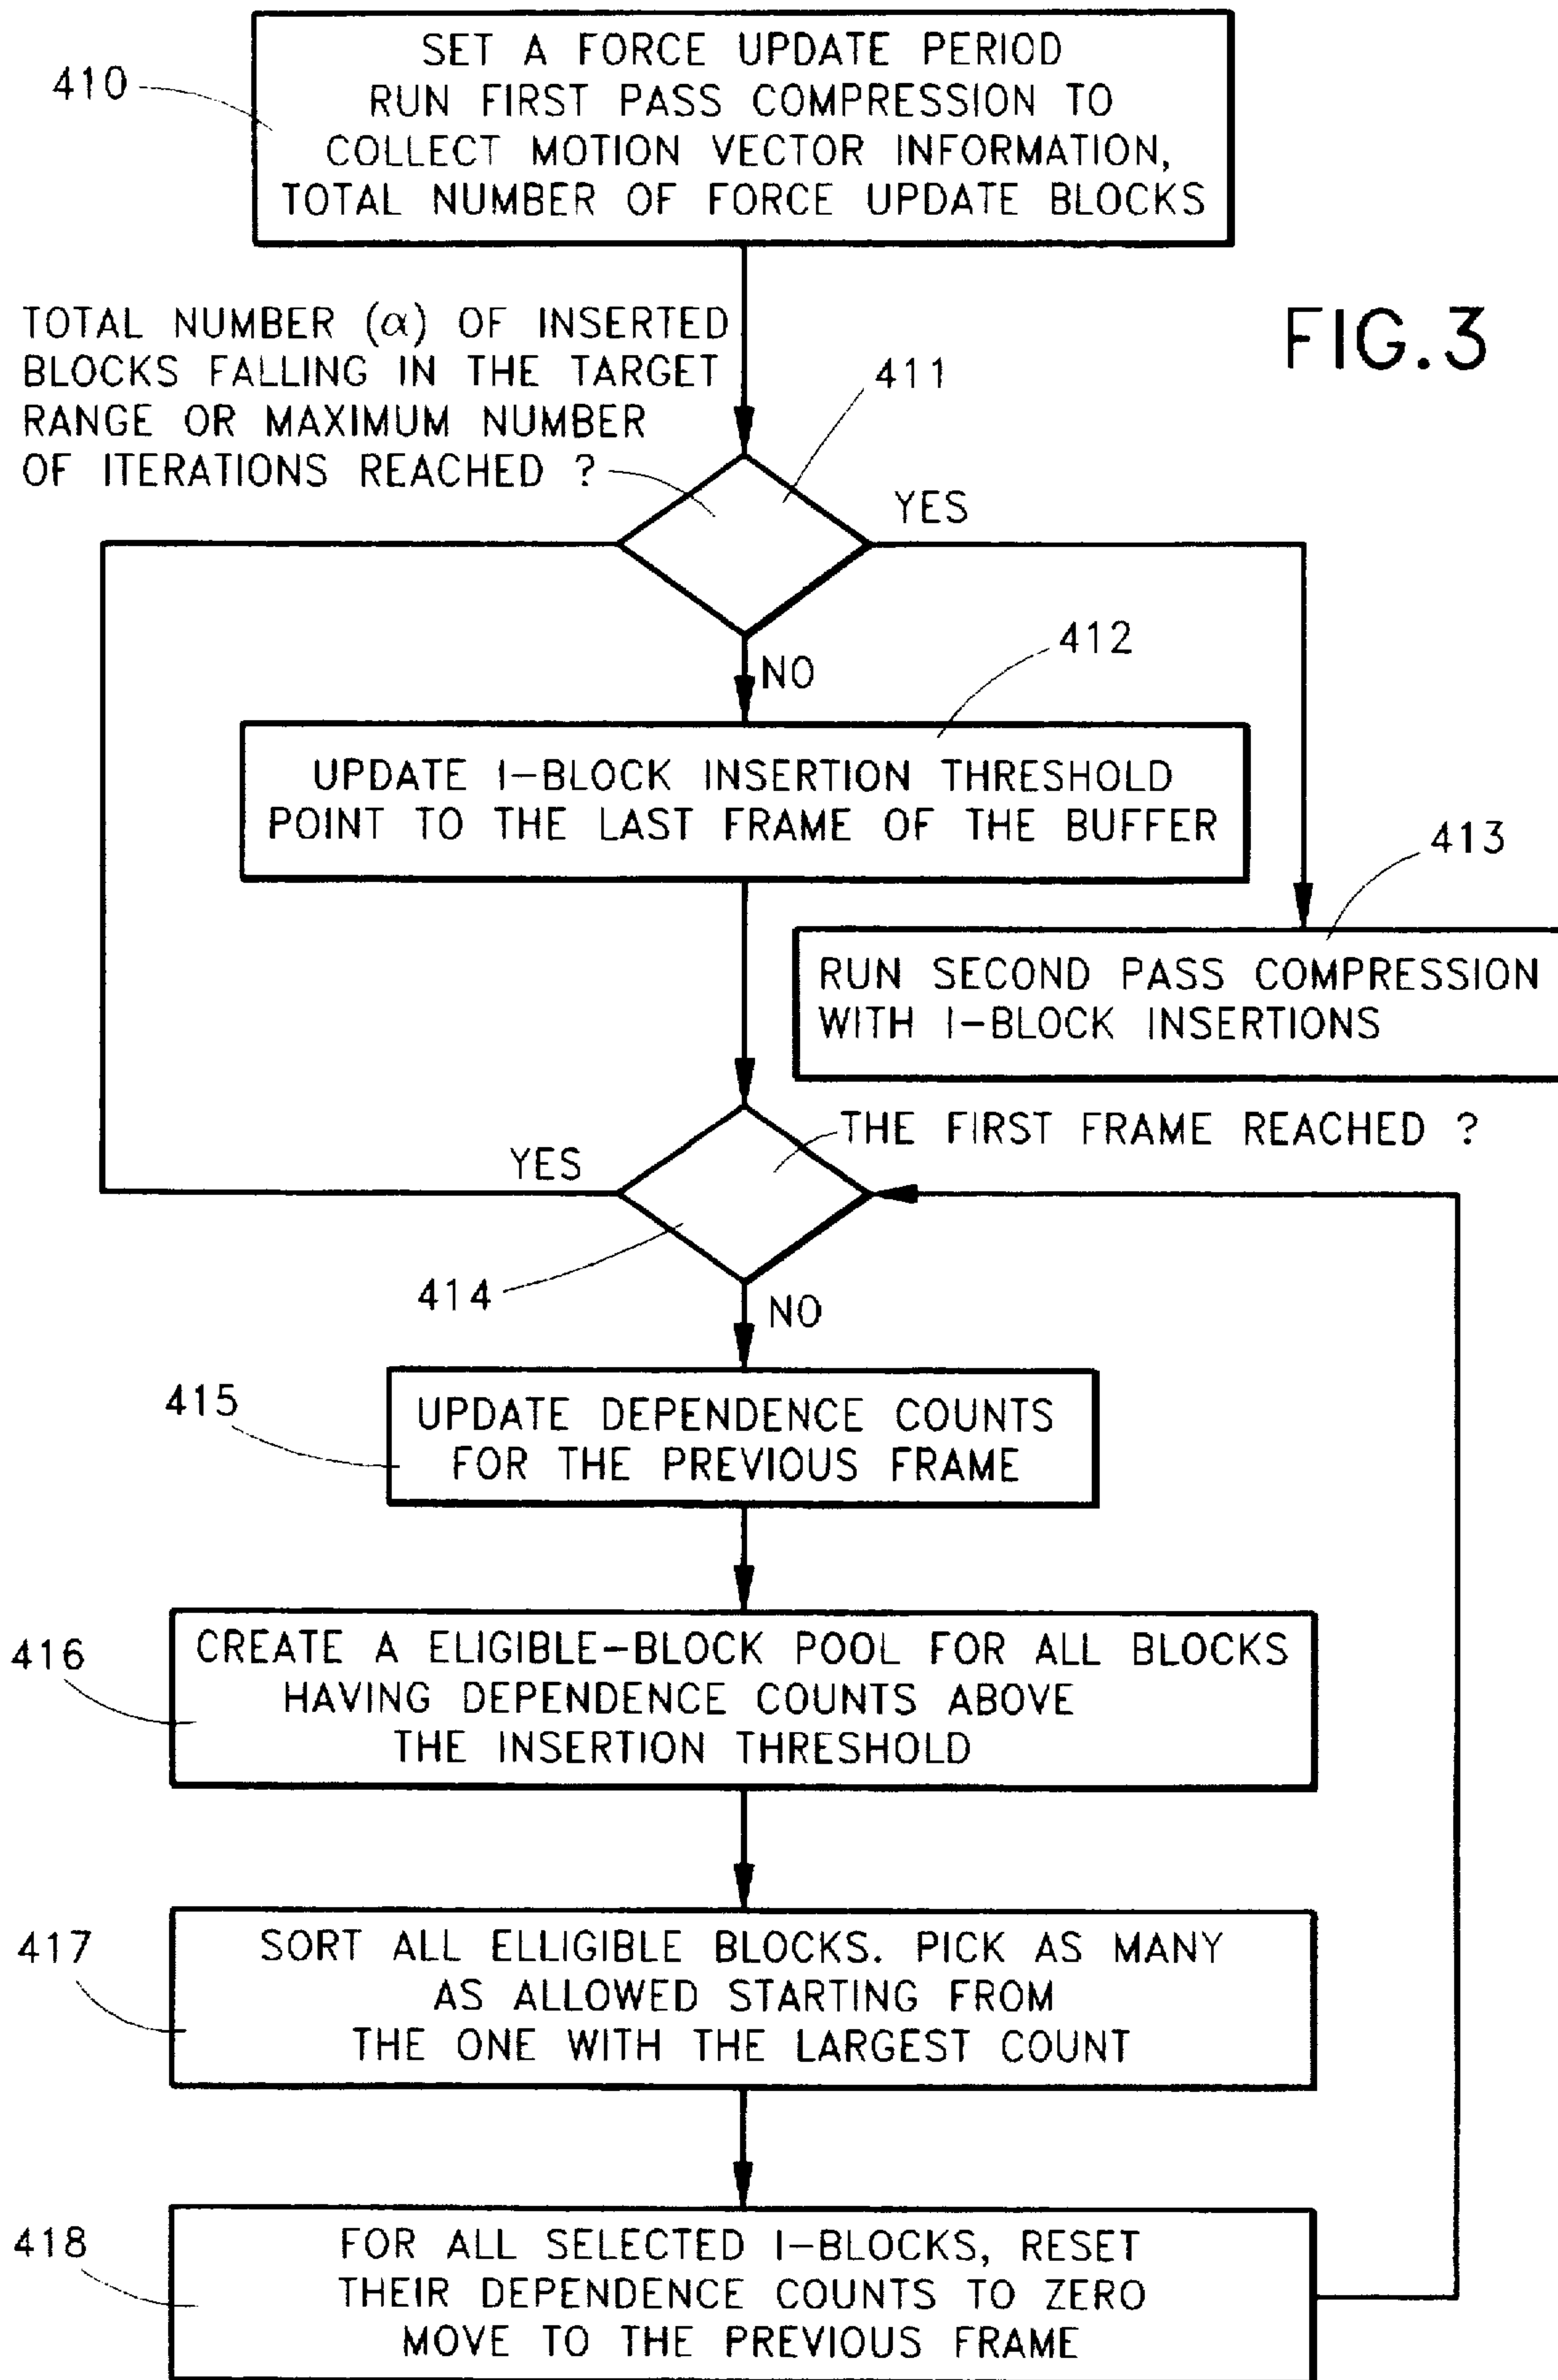 SET A FORCE UPDATE PERIOD
RUN FIRST PASS COMPRESSION TO
COLLECT MOTION VECTOR INFORMATION,
TOTAL NUMBER OF FORCE UPDATE BLOCKS
410
TOTAL NUMBER (α) OF INSERTED
BLOCKS FALLING IN THE TARGET
RANGE OR MAXIMUM NUMBER
OF ITERATIONS REACHED ?
FIG.3
411
YES
NO
412
UPDATE I-BLOCK INSERTION THRESHOLD
POINT TO THE LAST FRAME OF THE BUFFER
413
RUN SECOND PASS COMPRESSION
WITH I-BLOCK INSERTIONS
THE FIRST FRAME REACHED ?
YES
414
NO
415
UPDATE DEPENDENCE COUNTS
FOR THE PREVIOUS FRAME
416
CREATE A ELIGIBLE-BLOCK POOL FOR ALL BLOCKS
HAVING DEPENDENCE COUNTS ABOVE
THE INSERTION THRESHOLD
417
SORT ALL ELLIGIBLE BLOCKS. PICK AS MANY
AS ALLOWED STARTING FROM
THE ONE WITH THE LARGEST COUNT
418
FOR ALL SELECTED I-BLOCKS, RESET
THEIR DEPENDENCE COUNTS TO ZERO
MOVE TO THE PREVIOUS FRAME